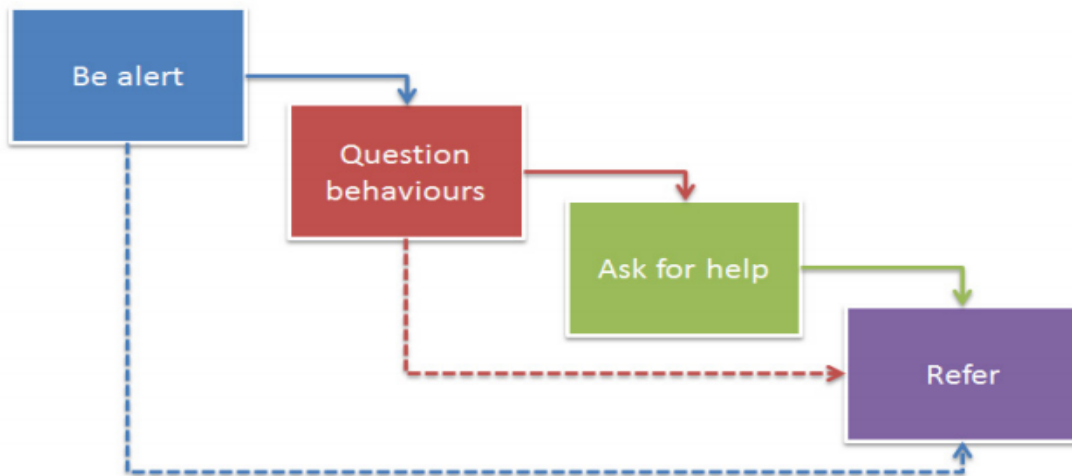 Be alert
Question
behaviours
Ask for help
Refer